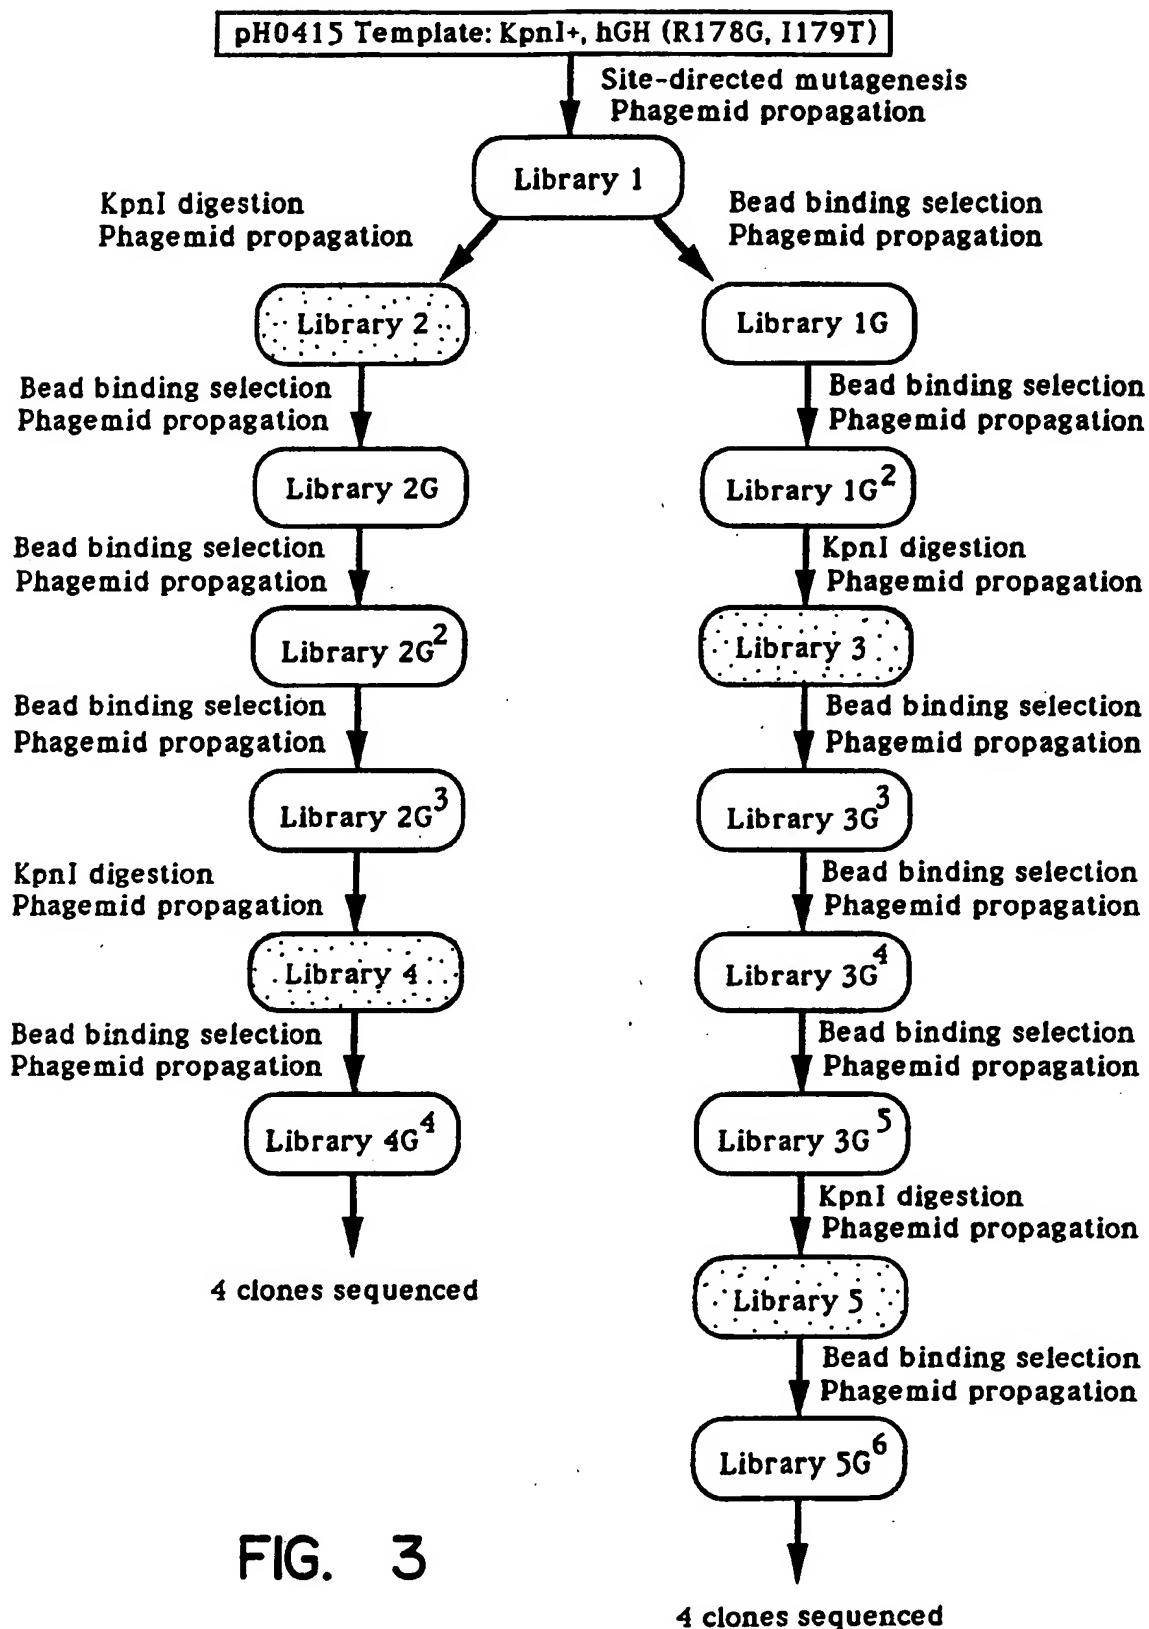 pH0415 Template: KpnI+, hGH (R178G, I179T)
Site-directed mutagenesis
Phagemid propagation
Library 1
KpnI digestion
Phagemid propagation
Bead binding selection
Phagemid propagation
Library 2
Library 1G
Bead binding selection
Phagemid propagation
Bead binding selection
Phagemid propagation
Library 2G
Library 1G²
Bead binding selection
Phagemid propagation
KpnI digestion
Phagemid propagation
Library 2G²
Library 3
Bead binding selection
Phagemid propagation
Bead binding selection
Phagemid propagation
Library 2G³
Library 3G³
KpnI digestion
Phagemid propagation
Bead binding selection
Phagemid propagation
Library 4
Library 3G⁴
Bead binding selection
Phagemid propagation
Bead binding selection
Phagemid propagation
Library 4G⁴
Library 3G⁵
KpnI digestion
Phagemid propagation
4 clones sequenced
Library 5
Bead binding selection
Phagemid propagation
Library 5G⁶
FIG. 3
4 clones sequenced